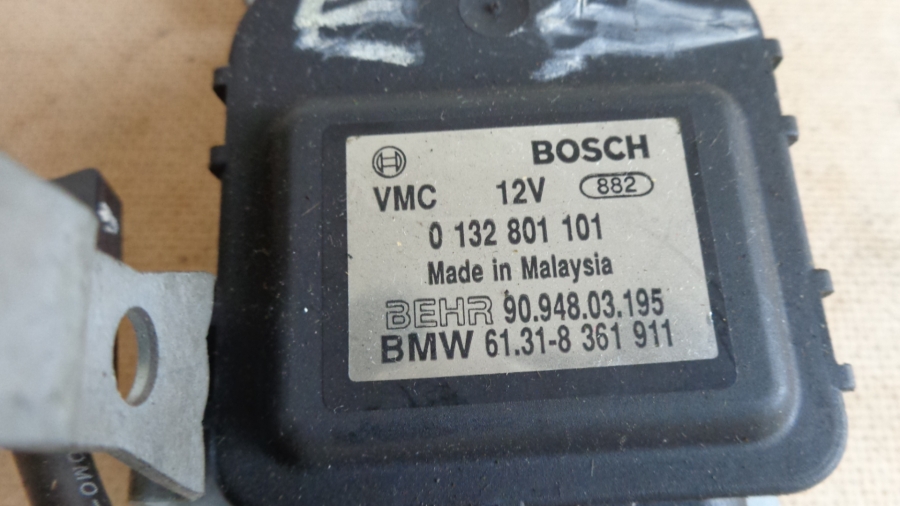 BOSCH
VMC 12V 882
0 132 801 101
Made in Malaysia
BEHR 90.948.03.195
BMW 61.31-8 361 911